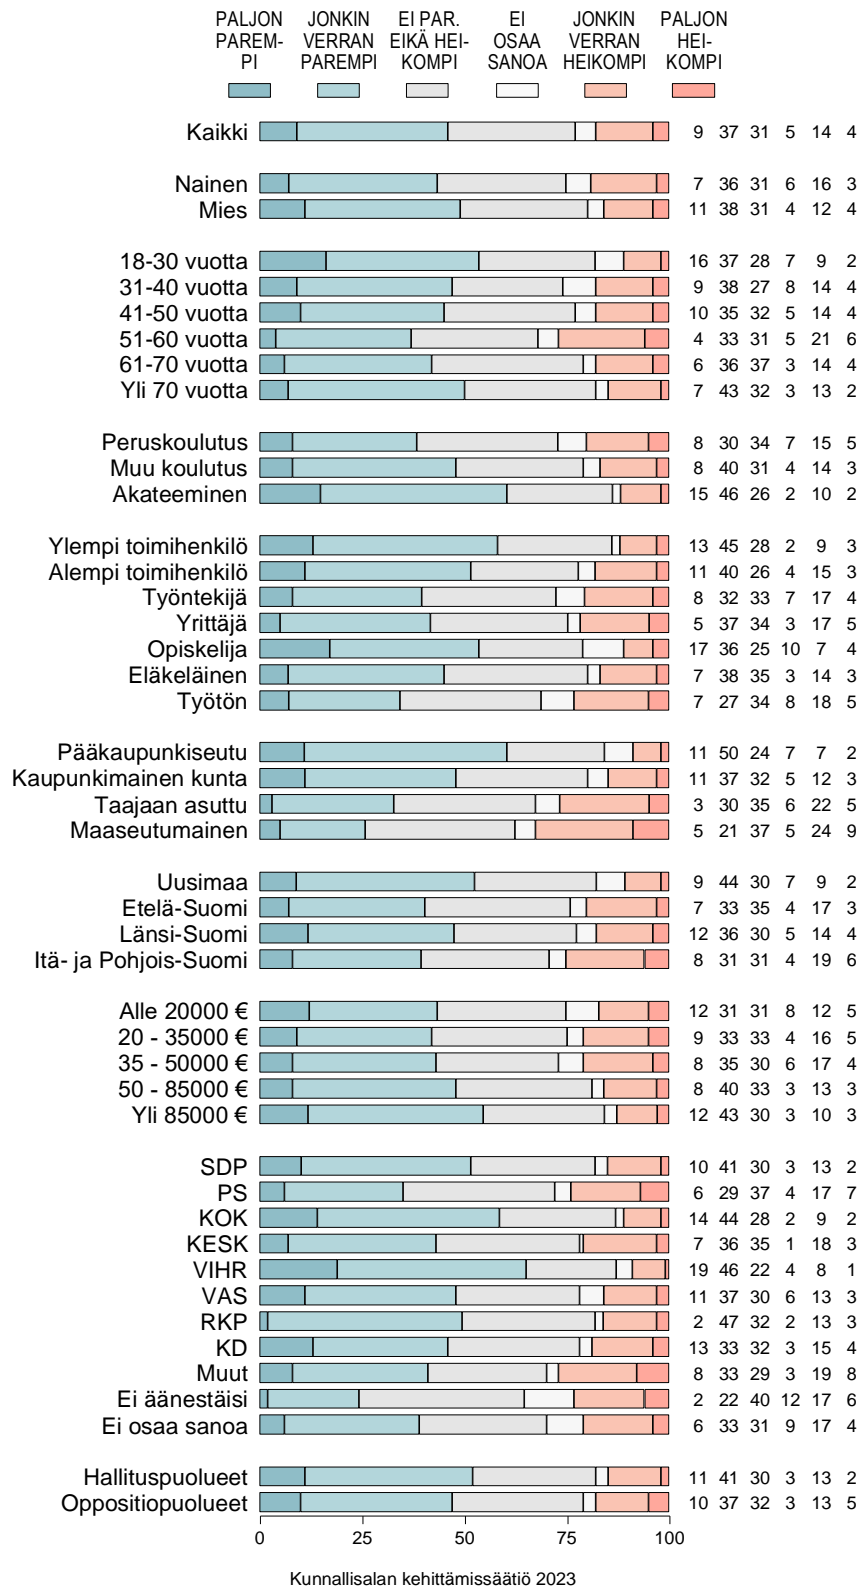 PALJON JONKIN EI PAR. EI JONKIN PALJON
PAREM- VERRAN EIKÄ HEI- OSAA VERRAN HEI-
PI PAREMPI KOMPI SANOA HEIKOMPI KOMPI
Kaikki 9 37 31 5 14 4
Nainen 7 36 31 6 16 3
Mies 11 38 31 4 12 4
18-30 vuotta 16 37 28 7 9 2
31-40 vuotta 9 38 27 8 14 4
41-50 vuotta 10 35 32 5 14 4
51-60 vuotta 4 33 31 5 21 6
61-70 vuotta 6 36 37 3 14 4
Yli 70 vuotta 7 43 32 3 13 2
Peruskoulutus 8 30 34 7 15 5
Muu koulutus 8 40 31 4 14 3
Akateeminen 15 46 26 2 10 2
Ylempi toimihenkilö 13 45 28 2 9 3
Alempi toimihenkilö 11 40 26 4 15 3
Työntekijä 8 32 33 7 17 4
Yrittäjä 5 37 34 3 17 5
Opiskelija 17 36 25 10 7 4
Eläkeläinen 7 38 35 3 14 3
Työtön 7 27 34 8 18 5
Pääkaupunkiseutu 11 50 24 7 7 2
Kaupunkimainen kunta 11 37 32 5 12 3
Taajaan asuttu 3 30 35 6 22 5
Maaseutumainen 5 21 37 5 24 9
Uusimaa 9 44 30 7 9 2
Etelä-Suomi 7 33 35 4 17 3
Länsi-Suomi 12 36 30 5 14 4
Itä- ja Pohjois-Suomi 8 31 31 4 19 6
Alle 20000 € 12 31 31 8 12 5
20 - 35000 € 9 33 33 4 16 5
35 - 50000 € 8 35 30 6 17 4
50 - 85000 € 8 40 33 3 13 3
Yli 85000 € 12 43 30 3 10 3
SDP 10 41 30 3 13 2
PS 6 29 37 4 17 7
KOK 14 44 28 2 9 2
KESK 7 36 35 1 18 3
VIHR 19 46 22 4 8 1
VAS 11 37 30 6 13 3
RKP 2 47 32 2 13 3
KD 13 33 32 3 15 4
Muut 8 33 29 3 19 8
Ei äänestäisi 2 22 40 12 17 6
Ei osaa sanoa 6 33 31 9 17 4
Hallituspuolueet 11 41 30 3 13 2
Oppositiopuolueet 10 37 32 3 13 5
0 25 50 75 100
Kunnallisalan kehittämissäätiö 2023